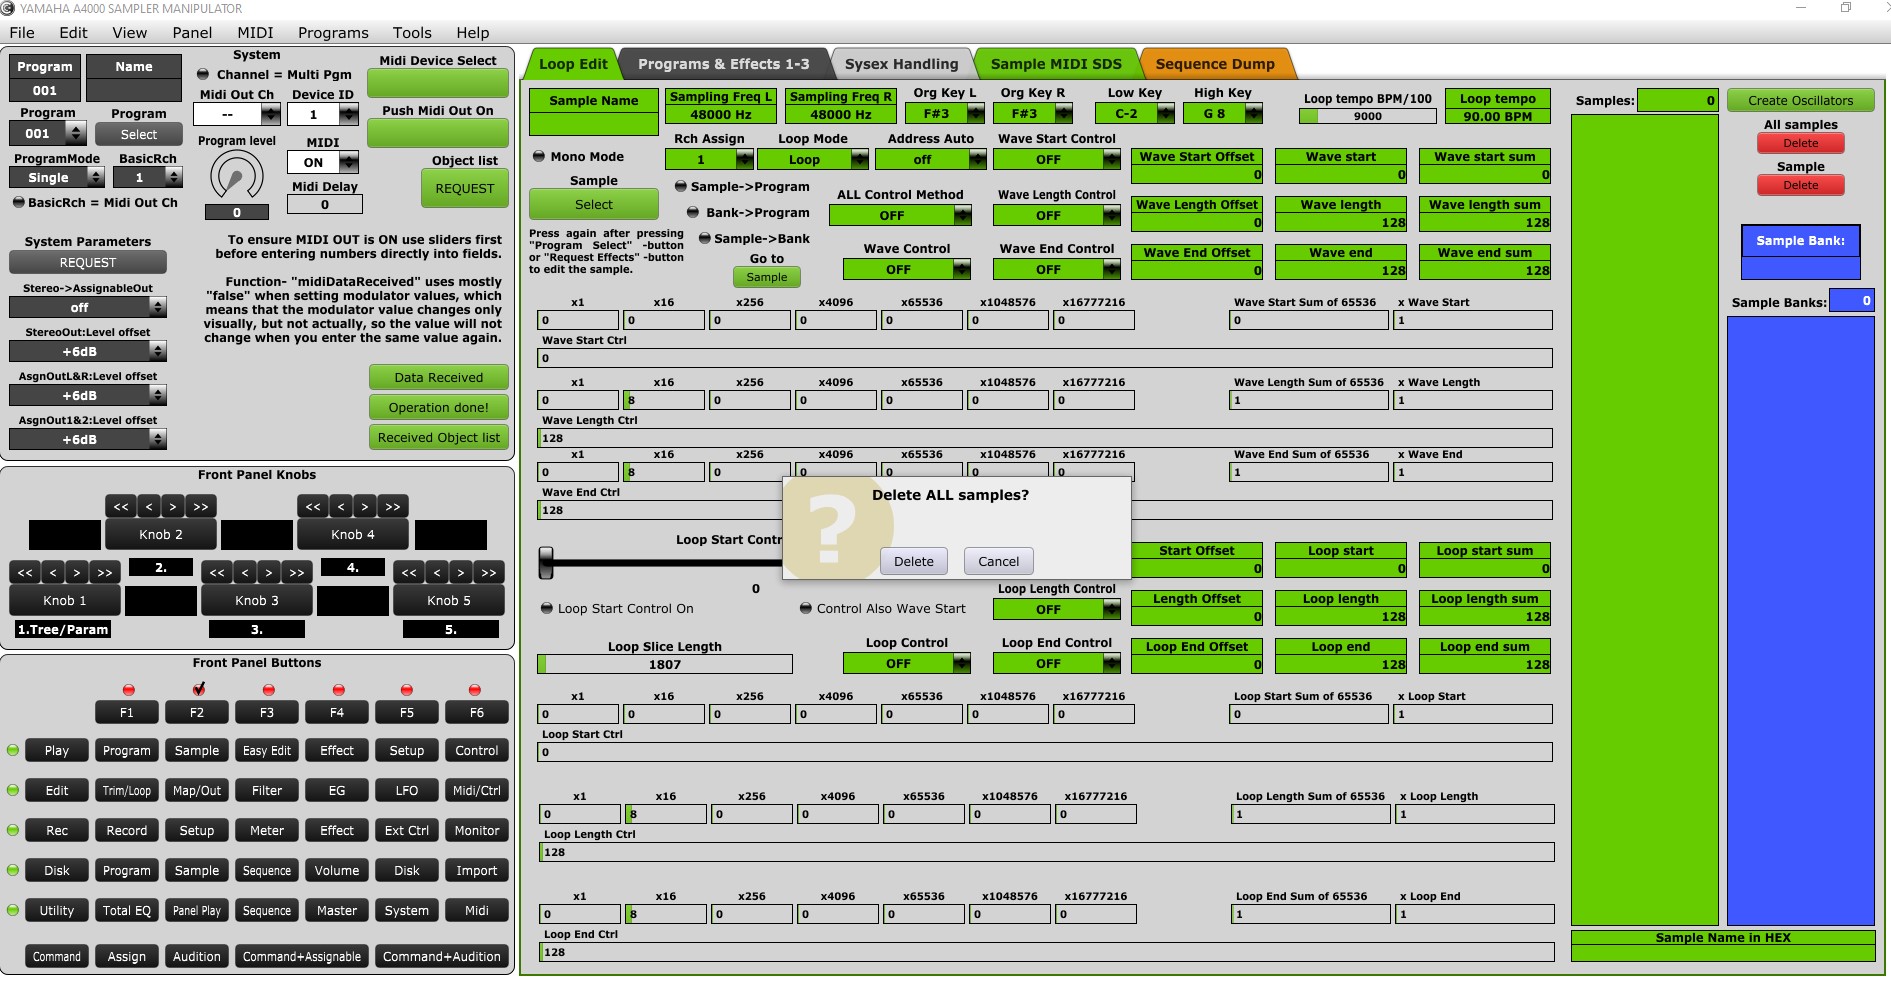 YAMAHA A4000 SAMPLER MANIPULATOR
File Edit View Panel MIDI Programs Tools Help
Program Name
001
System
Channel = Multi Pgm
Midi Device Select
Midi Out Ch Device ID
-- 1
Push Midi Out On
Program Program
001 Select
Program level MIDI
ON
ProgramMode BasicRch
Single 1
Midi Delay
0
0
Object list
REQUEST
BasicRch = Midi Out Ch
System Parameters
REQUEST
Stereo->AssignableOut
off
StereoOut:Level offset
+6dB
AsgnOutL&R:Level offset
+6dB
AsgnOut1&2:Level offset
+6dB
To ensure MIDI OUT is ON use sliders first
before entering numbers directly into fields.
Function- "midiDataReceived" uses mostly
"false" when setting modulator values, which
means that the modulator value changes only
visually, but not actually, so the value will not
change when you enter the same value again.
Data Received
Operation done!
Received Object list
Front Panel Knobs
<< < > >> << < > >>
Knob 2 Knob 4
<< < > >> 2. << < > >> 4. << < > >>
Knob 1 Knob 3 Knob 5
1.Tree/Param 3. 5.
Front Panel Buttons
F1 F2 F3 F4 F5 F6
Play Program Sample Easy Edit Effect Setup Control
Edit Trim/Loop Map/Out Filter EG LFO Midi/Ctrl
Rec Record Setup Meter Effect Ext Ctrl Monitor
Disk Program Sample Sequence Volume Disk Import
Utility Total EQ Panel Play Sequence Master System Midi
Command Assign Audition Command+Assignable Command+Audition
Loop Edit Programs & Effects 1-3 Sysex Handling Sample MIDI SDS Sequence Dump
Sample Name
Sampling Freq L Sampling Freq R Org Key L Org Key R Low Key High Key Loop tempo BPM/100 Loop tempo
48000 Hz 48000 Hz F#3 F#3 C-2 G 8 9000 90.00 BPM
Mono Mode
Rch Assign Loop Mode Address Auto Wave Start Control
1 Loop off OFF
Wave Start Offset Wave start Wave start sum
0 0 0
Sample
Select
Sample->Program
Bank->Program
Sample->Bank
ALL Control Method Wave Length Control
OFF OFF
Wave Length Offset Wave length Wave length sum
0 128 128
Press again after pressing
"Program Select" -button
or "Request Effects" -button
to edit the sample.
Go to
Sample
Wave Control Wave End Control
OFF OFF
Wave End Offset Wave end Wave end sum
0 128 128
x1 x16 x256 x4096 x65536 x1048576 x16777216 Wave Start Sum of 65536 x Wave Start
0 0 0 0 0 0 0 0 1
Wave Start Ctrl
0
x1 x16 x256 x4096 x65536 x1048576 x16777216 Wave Length Sum of 65536 x Wave Length
0 8 0 0 0 0 0 1 1
Wave Length Ctrl
128
x1 x16 x256 x4096 x65536 x1048576 x16777216 Wave End Sum of 65536 x Wave End
0 8 0 0 0 0 0 1 1
Wave End Ctrl
128
Delete ALL samples?
?
Delete Cancel
Loop Start Contr
0
Start Offset Loop start Loop start sum
0 0 0
Loop Start Control On Control Also Wave Start
Loop Length Control
OFF
Length Offset Loop length Loop length sum
0 128 128
Loop Slice Length
1807
Loop Control Loop End Control
OFF OFF
Loop End Offset Loop end Loop end sum
0 128 128
x1 x16 x256 x4096 x65536 x1048576 x16777216 Loop Start Sum of 65536 x Loop Start
0 0 0 0 0 0 0 0 1
Loop Start Ctrl
0
x1 x16 x256 x4096 x65536 x1048576 x16777216 Loop Length Sum of 65536 x Loop Length
0 8 0 0 0 0 0 1 1
Loop Length Ctrl
128
x1 x16 x256 x4096 x65536 x1048576 x16777216 Loop End Sum of 65536 x Loop End
0 8 0 0 0 0 0 1 1
Loop End Ctrl
128
Samples: 0
Create Oscillators
All samples
Delete
Sample
Delete
Sample Bank:
Sample Banks: 0
Sample Name in HEX